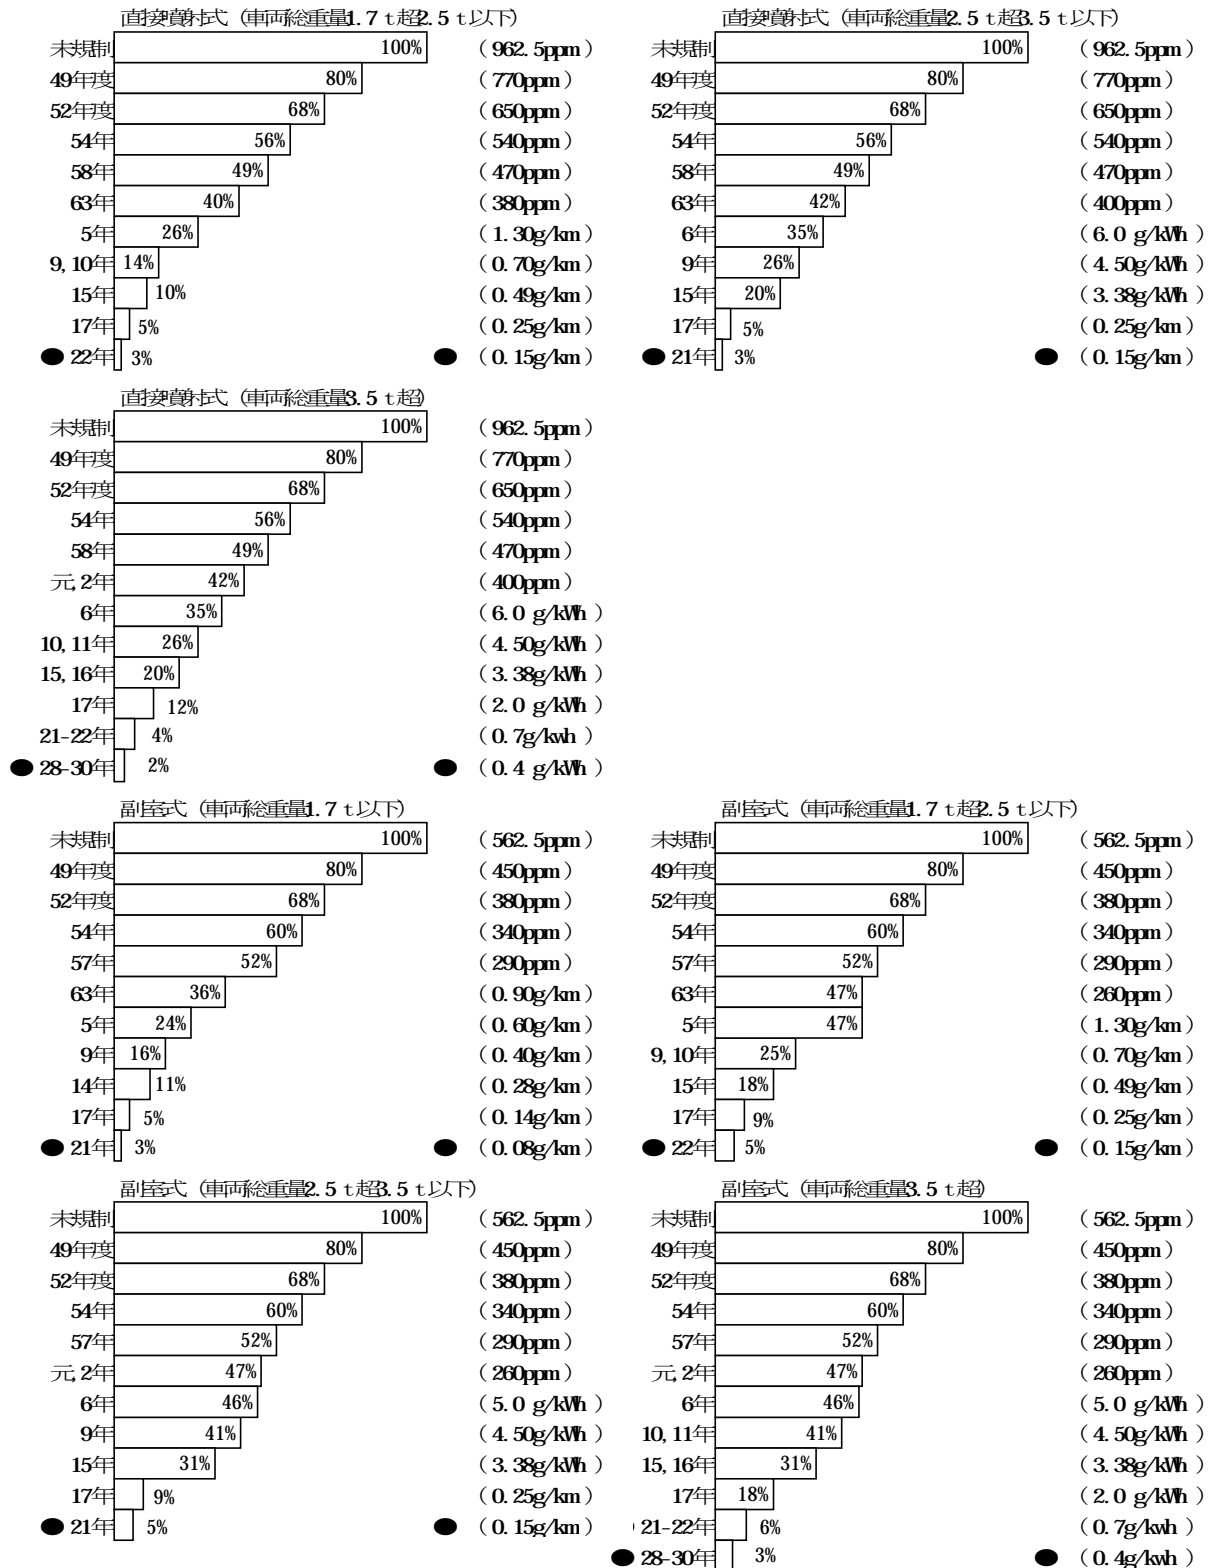 直接噴射式（車両総重量1.7ｔ超2.5ｔ以下）
未規制 100% （962.5ppm）
49年度 80% （770ppm）
52年度 68% （650ppm）
54年 56% （540ppm）
58年 49% （470ppm）
63年 40% （380ppm）
5年 26% （1.30g/km）
9,10年 14% （0.70g/km）
15年 10% （0.49g/km）
17年 5% （0.25g/km）
● 22年 3% ● （0.15g/km）
直接噴射式（車両総重量2.5ｔ超3.5ｔ以下）
未規制 100% （962.5ppm）
49年度 80% （770ppm）
52年度 68% （650ppm）
54年 56% （540ppm）
58年 49% （470ppm）
63年 42% （400ppm）
6年 35% （6.0 g/kWh）
9年 26% （4.50g/kWh）
15年 20% （3.38g/kWh）
17年 5% （0.25g/km）
● 21年 3% ● （0.15g/km）
直接噴射式（車両総重量3.5ｔ超）
未規制 100% （962.5ppm）
49年度 80% （770ppm）
52年度 68% （650ppm）
54年 56% （540ppm）
58年 49% （470ppm）
元,2年 42% （400ppm）
6年 35% （6.0 g/kWh）
10,11年 26% （4.50g/kWh）
15,16年 20% （3.38g/kWh）
17年 12% （2.0 g/kWh）
21-22年 4% （0.7g/kwh）
● 28-30年 2% ● （0.4 g/kWh）
副室式（車両総重量1.7ｔ以下）
未規制 100% （562.5ppm）
49年度 80% （450ppm）
52年度 68% （380ppm）
54年 60% （340ppm）
57年 52% （290ppm）
63年 36% （0.90g/km）
5年 24% （0.60g/km）
9年 16% （0.40g/km）
14年 11% （0.28g/km）
17年 5% （0.14g/km）
● 21年 3% ● （0.08g/km）
副室式（車両総重量1.7ｔ超2.5ｔ以下）
未規制 100% （562.5ppm）
49年度 80% （450ppm）
52年度 68% （380ppm）
54年 60% （340ppm）
57年 52% （290ppm）
63年 47% （260ppm）
5年 47% （1.30g/km）
9,10年 25% （0.70g/km）
15年 18% （0.49g/km）
17年 9% （0.25g/km）
● 22年 5% ● （0.15g/km）
副室式（車両総重量2.5ｔ超3.5ｔ以下）
未規制 100% （562.5ppm）
49年度 80% （450ppm）
52年度 68% （380ppm）
54年 60% （340ppm）
57年 52% （290ppm）
元,2年 47% （260ppm）
6年 46% （5.0 g/kWh）
9年 41% （4.50g/kWh）
15年 31% （3.38g/kWh）
17年 9% （0.25g/km）
● 21年 5% ● （0.15g/km）
副室式（車両総重量3.5ｔ超）
未規制 100% （562.5ppm）
49年度 80% （450ppm）
52年度 68% （380ppm）
54年 60% （340ppm）
57年 52% （290ppm）
元,2年 47% （260ppm）
6年 46% （5.0 g/kWh）
10,11年 41% （4.50g/kWh）
15,16年 31% （3.38g/kWh）
17年 18% （2.0 g/kWh）
21-22年 6% （0.7g/kwh）
● 28-30年 3% ● （0.4g/kwh）